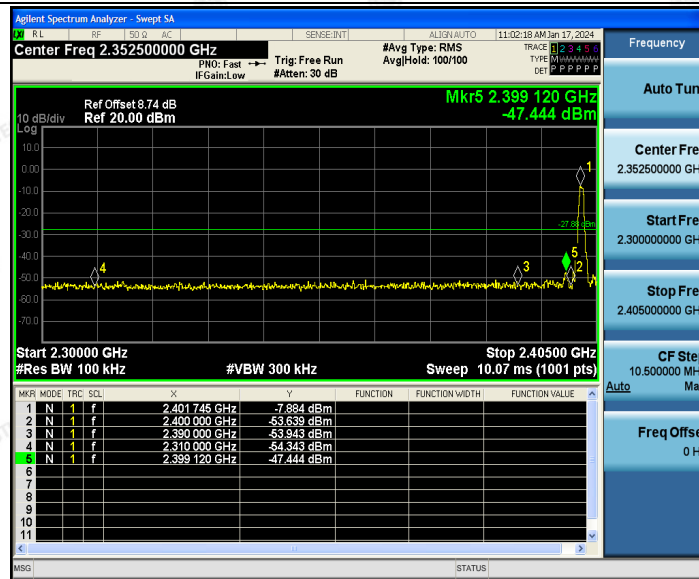 Agilent Spectrum Analyzer - Swept SA
LXI RL RF 50 Ω AC SENSE:INT ALIGN AUTO 11:02:18 AM Jan 17, 2024
Center Freq 2.352500000 GHz #Avg Type: RMS TRACE 1 2 3 4 5 6
PNO: Fast Trig: Free Run Avg|Hold: 100/100 TYPE M
IFGain:Low #Atten: 30 dB DET P P P P P P
Ref Offset 8.74 dB Mkr5 2.399 120 GHz
10 dB/div Ref 20.00 dBm -47.444 dBm
Log
10.0
0.00
-10.0
-20.0
-30.0
-40.0
-50.0
-60.0
-70.0
1
-27.88 dBm
5
4 3 2
Start 2.30000 GHz Stop 2.40500 GHz
#Res BW 100 kHz #VBW 300 kHz Sweep 10.07 ms (1001 pts)
MKR MODE TRC SCL X Y FUNCTION FUNCTION WIDTH FUNCTION VALUE
1 N 1 f 2.401 745 GHz -7.884 dBm
2 N 1 f 2.400 000 GHz -53.639 dBm
3 N 1 f 2.390 000 GHz -53.943 dBm
4 N 1 f 2.310 000 GHz -54.343 dBm
5 N 1 f 2.399 120 GHz -47.444 dBm
6
7
8
9
10
11
MSG STATUS
Frequency
Auto Tun
Center Fre
2.352500000 GH
Start Fre
2.300000000 GH
Stop Fre
2.405000000 GH
CF Ste
10.500000 MH
Auto Ma
Freq Offse
0 H